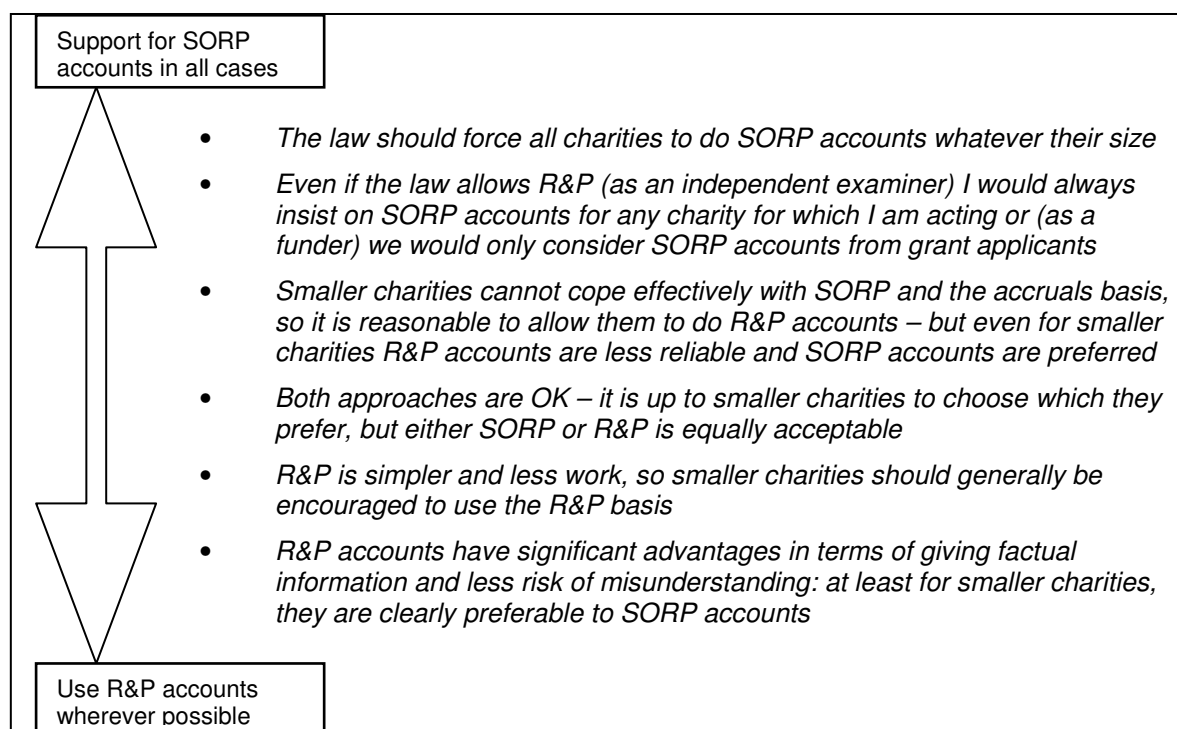 Support for SORP
accounts in all cases
• The law should force all charities to do SORP accounts whatever their size
• Even if the law allows R&P (as an independent examiner) I would always
insist on SORP accounts for any charity for which I am acting or (as a
funder) we would only consider SORP accounts from grant applicants
• Smaller charities cannot cope effectively with SORP and the accruals basis,
so it is reasonable to allow them to do R&P accounts – but even for smaller
charities R&P accounts are less reliable and SORP accounts are preferred
• Both approaches are OK – it is up to smaller charities to choose which they
prefer, but either SORP or R&P is equally acceptable
• R&P is simpler and less work, so smaller charities should generally be
encouraged to use the R&P basis
• R&P accounts have significant advantages in terms of giving factual
information and less risk of misunderstanding: at least for smaller charities,
they are clearly preferable to SORP accounts
Use R&P accounts
wherever possible